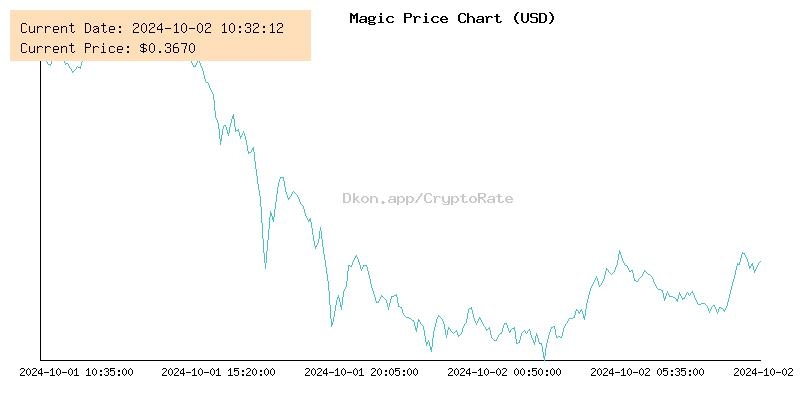 Magic Price Chart (USD)
Current Date: 2024-10-02 10:32:12
Current Price: $0.3670
Dkon.app/CryptoRate
2024-10-01 10:35:00 2024-10-01 15:20:00 2024-10-01 20:05:00 2024-10-02 00:50:00 2024-10-02 05:35:00 2024-10-02